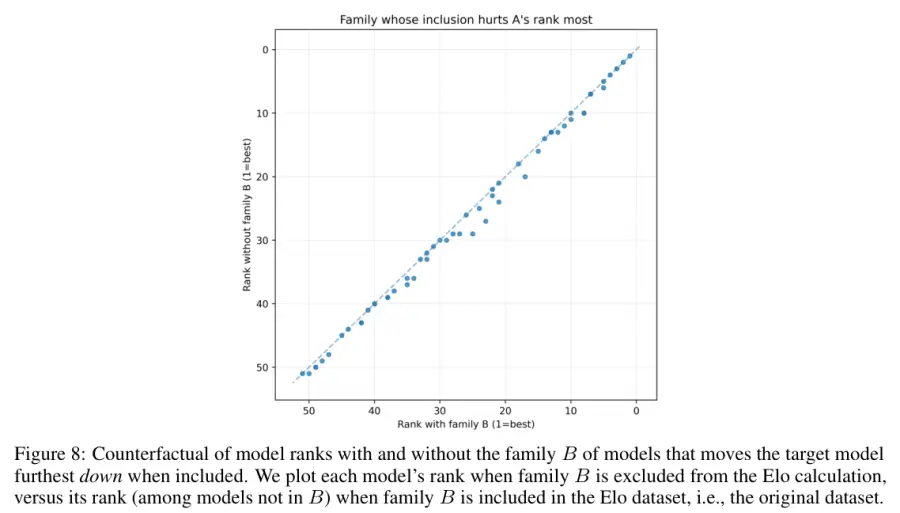 Family whose inclusion hurts A's rank most
0
10
20
30
40
50
Rank without family B (1=best)
50 40 30 20 10 0
Rank with family B (1=best)
Figure 8: Counterfactual of model ranks with and without the family B of models that moves the target model
furthest down when included. We plot each model's rank when family B is excluded from the Elo calculation,
versus its rank (among models not in B) when family B is included in the Elo dataset, i.e., the original dataset.